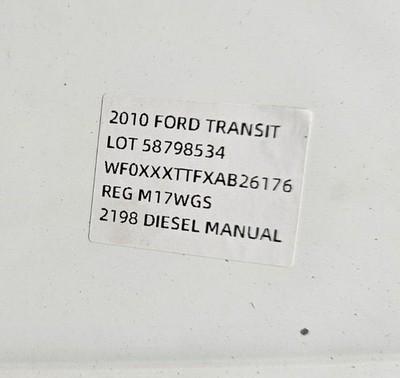 2010 FORD TRANSIT
LOT 58798534
WF0XXXTTFXAB26176
REG M17WGS
2198 DIESEL MANUAL